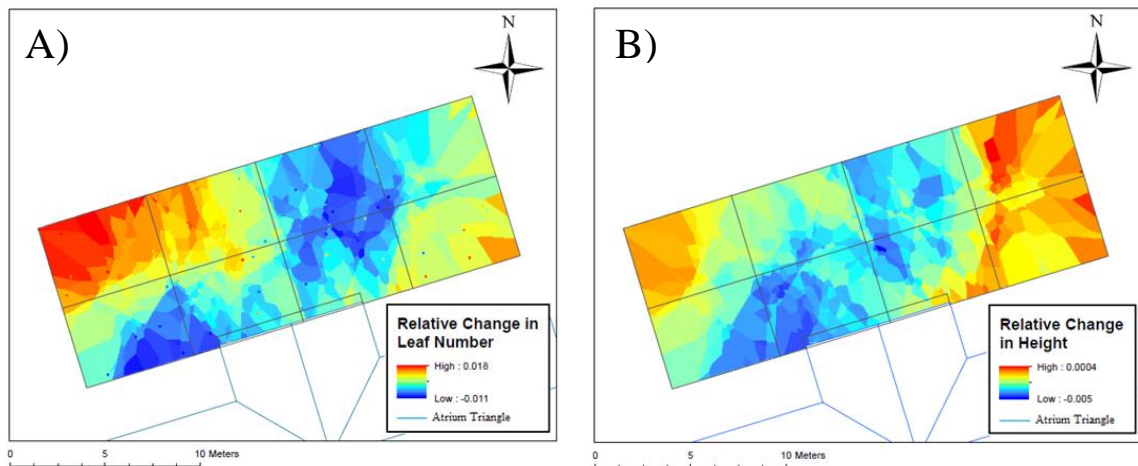 A)
N
Relative Change in
Leaf Number
High : 0.018
Low : -0.011
Atrium Triangle
0 5 10 Meters
B)
N
Relative Change
in Height
High : 0.0004
Low : -0.005
Atrium Triangle
0 5 10 Meters